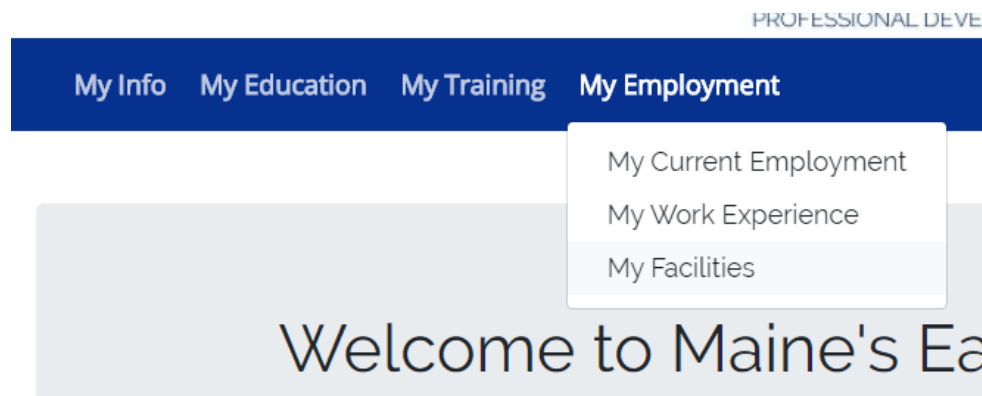 PROFESSIONAL
My Info My Education My Training My Employment
My Current Employment
My Work Experience
My Facilities
Welcome to Maine's